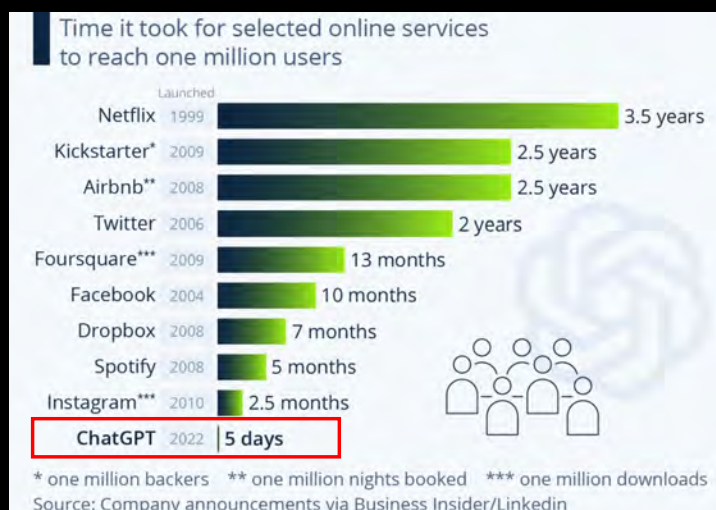 Time it took for selected online services
to reach one million users
Launched
Netflix 1999 3.5 years
Kickstarter* 2009 2.5 years
Airbnb** 2008 2.5 years
Twitter 2006 2 years
Foursquare*** 2009 13 months
Facebook 2004 10 months
Dropbox 2008 7 months
Spotify 2008 5 months
Instagram*** 2010 2.5 months
ChatGPT 2022 5 days
* one million backers ** one million nights booked *** one million downloads
Source: Company announcements via Business Insider/Linkedin